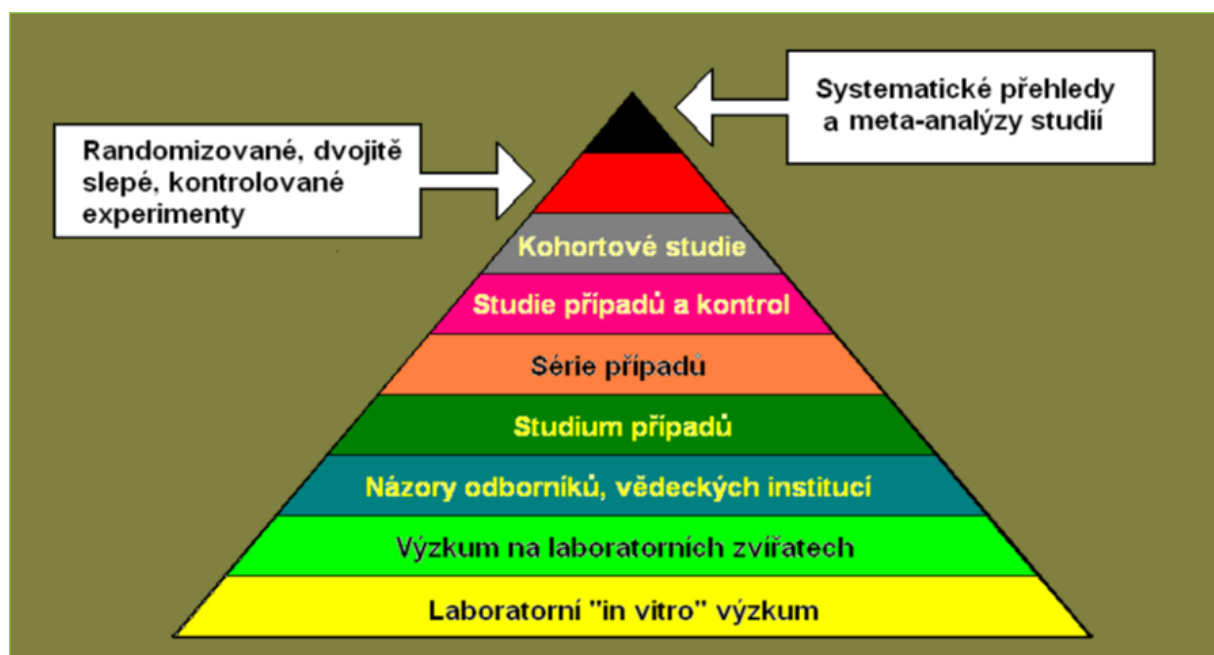 Systematické přehledy
a meta-analýzy studií
Randomizované, dvojitě
slepé, kontrolované
experimenty
Kohortové studie
Studie případů a kontrol
Série případů
Studium případů
Názory odborníků, vědeckých institucí
Výzkum na laboratorních zvířatech
Laboratorní "in vitro" výzkum